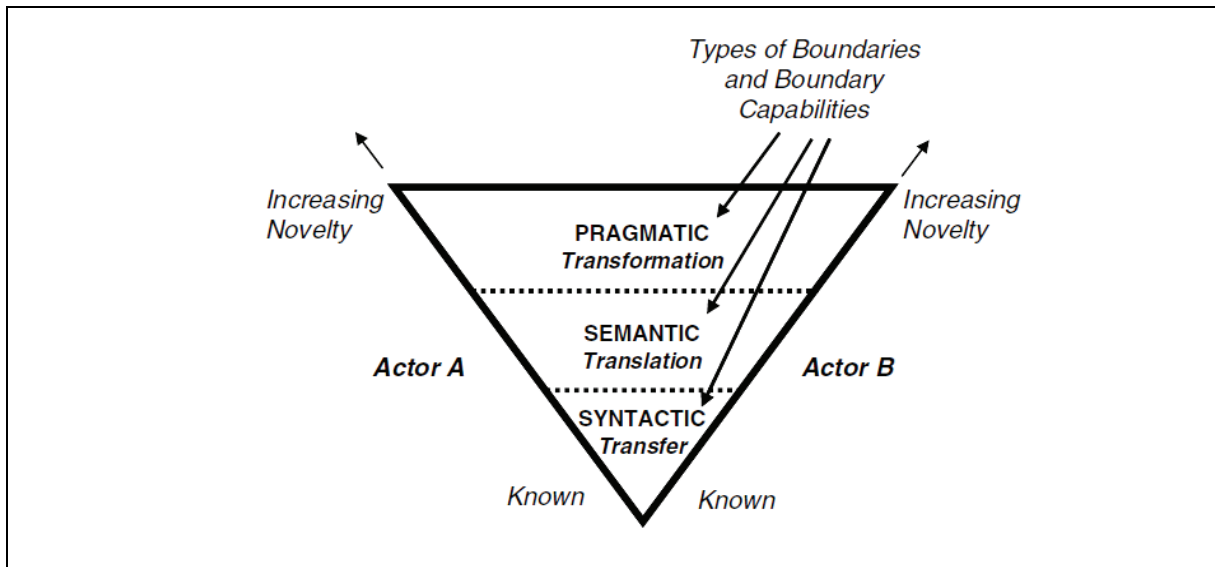 Types of Boundaries
and Boundary
Capabilities
Increasing
Novelty
Increasing
Novelty
PRAGMATIC
Transformation
SEMANTIC
Translation
Actor A
Actor B
SYNTACTIC
Transfer
Known
Known